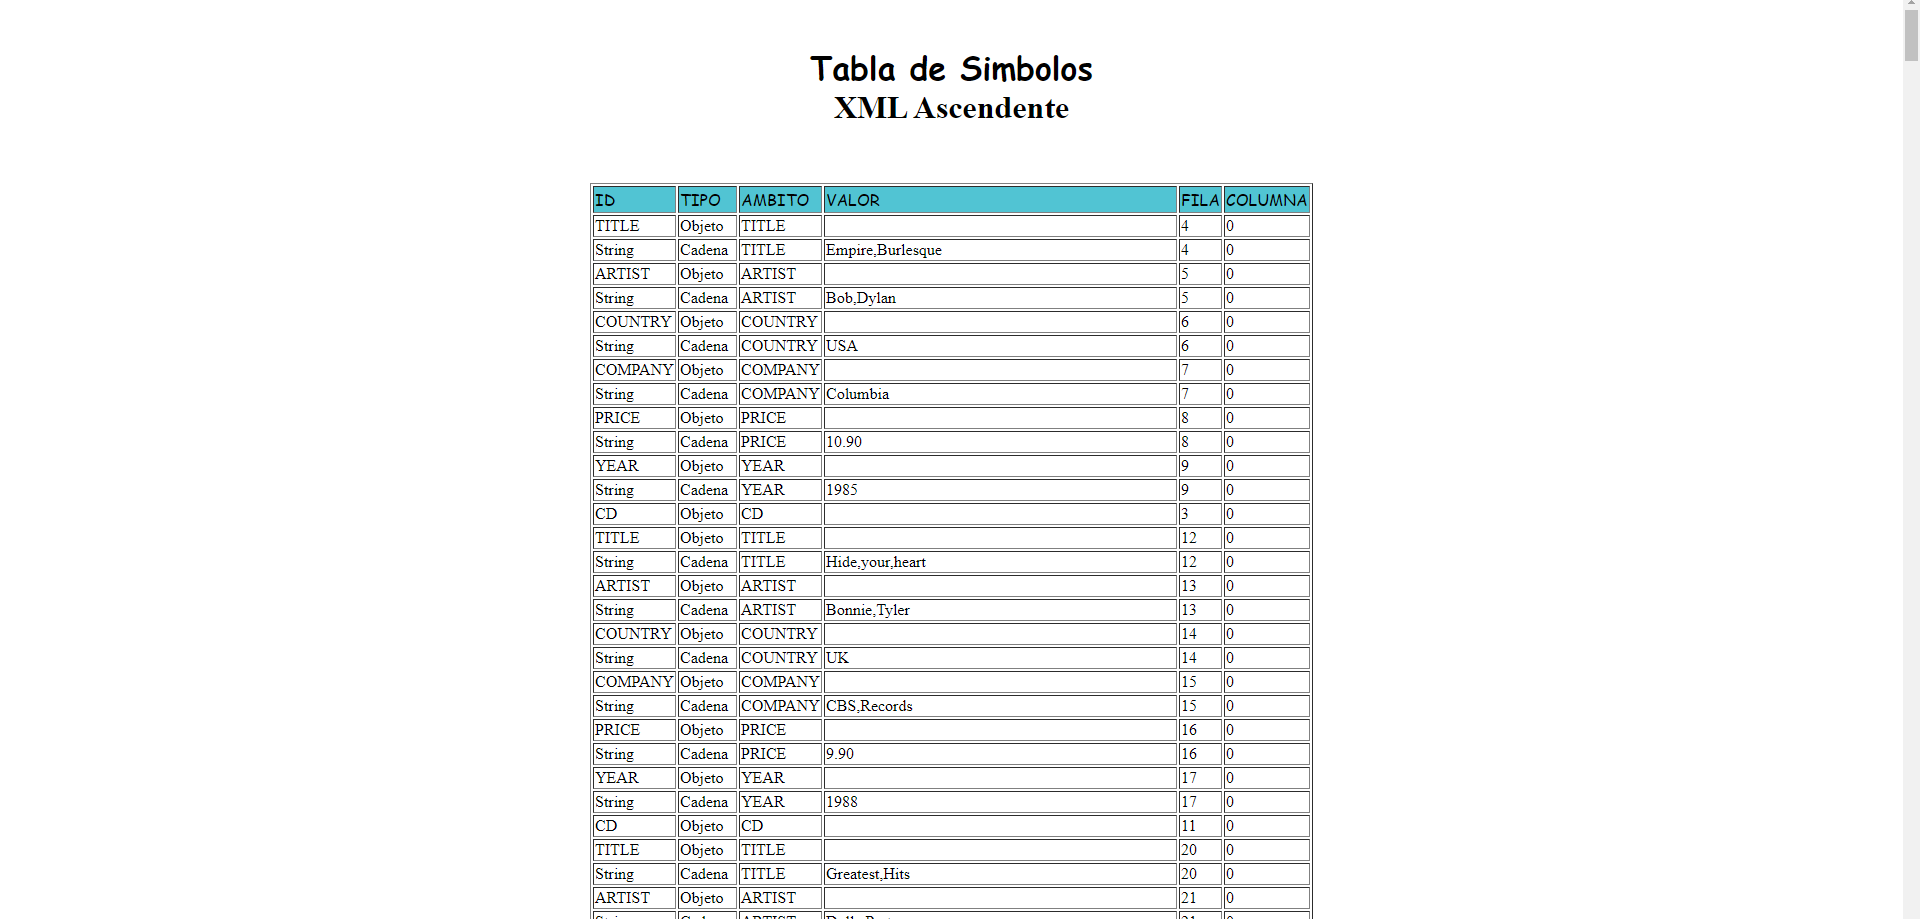 Tabla de Simbolos
XML Ascendente
ID TIPO AMBITO VALOR FILA COLUMNA
TITLE Objeto TITLE 4 0
String Cadena TITLE Empire,Burlesque 4 0
ARTIST Objeto ARTIST 5 0
String Cadena ARTIST Bob,Dylan 5 0
COUNTRY Objeto COUNTRY 6 0
String Cadena COUNTRY USA 6 0
COMPANY Objeto COMPANY 7 0
String Cadena COMPANY Columbia 7 0
PRICE Objeto PRICE 8 0
String Cadena PRICE 10.90 8 0
YEAR Objeto YEAR 9 0
String Cadena YEAR 1985 9 0
CD Objeto CD 3 0
TITLE Objeto TITLE 12 0
String Cadena TITLE Hide,your,heart 12 0
ARTIST Objeto ARTIST 13 0
String Cadena ARTIST Bonnie,Tyler 13 0
COUNTRY Objeto COUNTRY 14 0
String Cadena COUNTRY UK 14 0
COMPANY Objeto COMPANY 15 0
String Cadena COMPANY CBS,Records 15 0
PRICE Objeto PRICE 16 0
String Cadena PRICE 9.90 16 0
YEAR Objeto YEAR 17 0
String Cadena YEAR 1988 17 0
CD Objeto CD 11 0
TITLE Objeto TITLE 20 0
String Cadena TITLE Greatest,Hits 20 0
ARTIST Objeto ARTIST 21 0